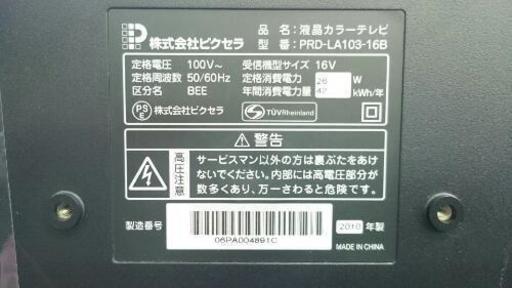 株式会社ピクセラ
品名：液晶カラーテレビ
型番：PRD-LA103-16B
定格電圧 100V～ 受信機型サイズ 16V
定格周波数 50/60Hz 定格消費電力 26 W
区分名 BEE 年間消費電力量 42 kWh/年
PS
E
株式会社ピクセラ
TÜVRheinland
警告
高圧注意
サービスマン以外の方は裏ぶたをあけ
ないでください。内部には高電圧部分が
数多くあり、万一さわると危険です。
製造番号
06PA004891C
2010 年製
MADE IN CHINA